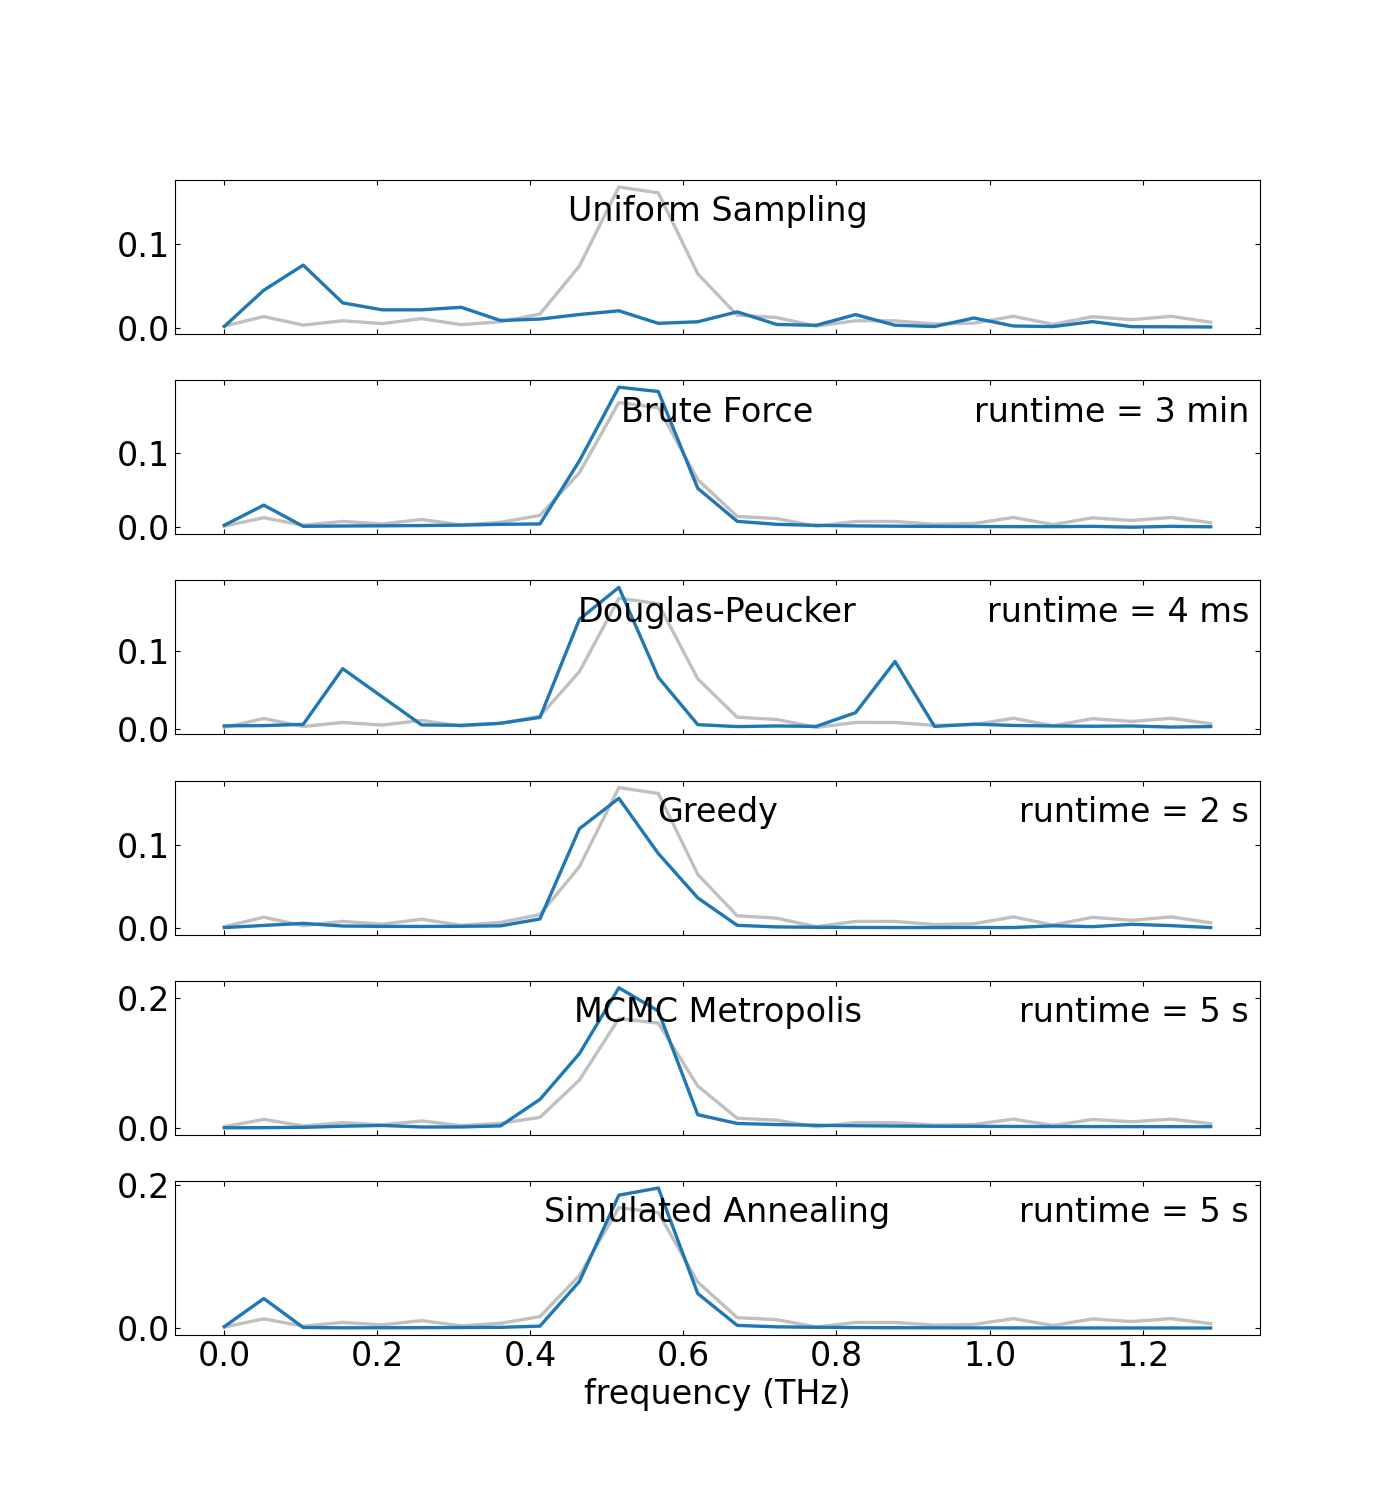 Uniform Sampling
0.1
0.0
Brute Force runtime = 3 min
0.1
0.0
Douglas-Peucker runtime = 4 ms
0.1
0.0
Greedy runtime = 2 s
0.1
0.0
MCMC Metropolis runtime = 5 s
0.2
0.0
Simulated Annealing runtime = 5 s
0.2
0.0
0.0 0.2 0.4 0.6 0.8 1.0 1.2
frequency (THz)